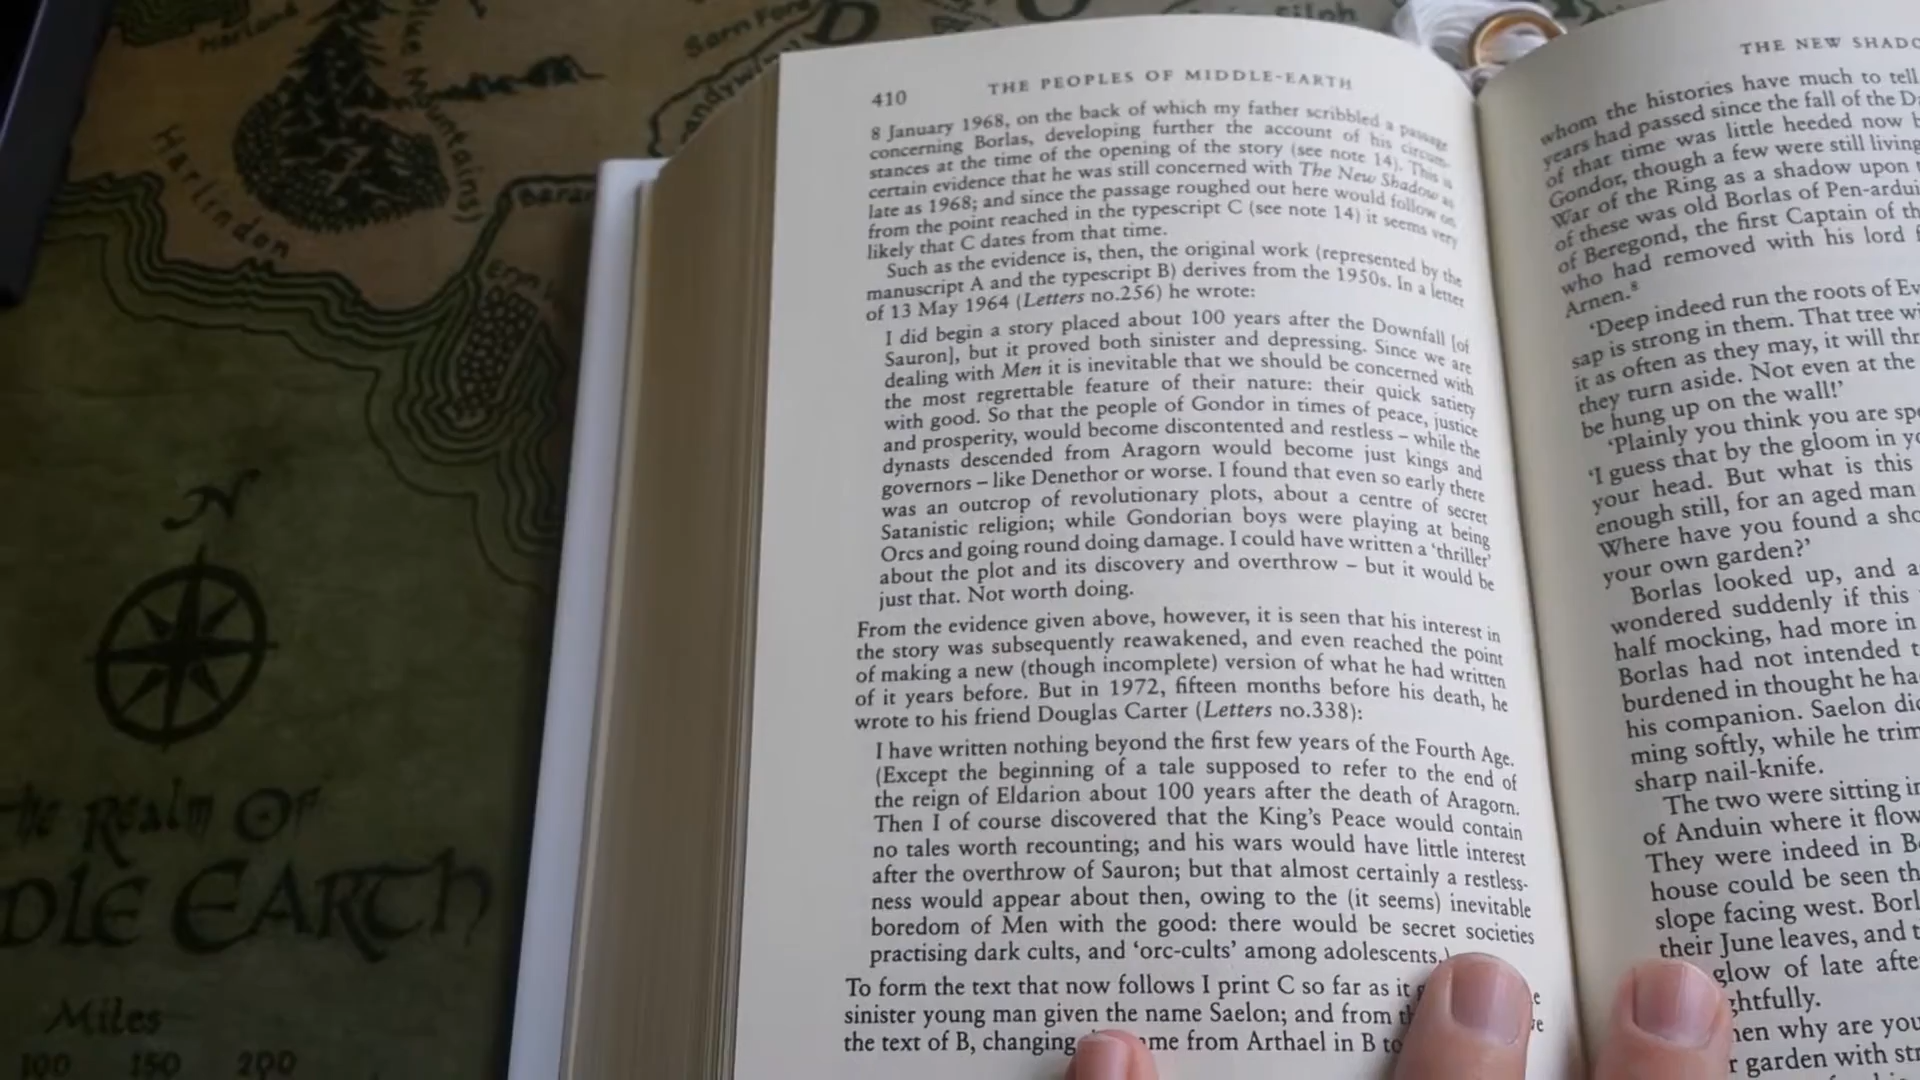 Harlindon
Blue Mountains)
Sarn Ford
Baran
N
The Realm OF
DLE EARTH
Miles
100 150 200
410 THE PEOPLES OF MIDDLE-EARTH
8 January 1968, on the back of which my father scribbled a passage
concerning Borlas, developing further the account of his circum-
stances at the time of the opening of the story (see note 14). This is
certain evidence that he was still concerned with The New Shadow as
late as 1968; and since the passage roughed out here would follow on
from the point reached in the typescript C (see note 14) it seems very
likely that C dates from that time.
Such as the evidence is, then, the original work (represented by the
manuscript A and the typescript B) derives from the 1950s. In a letter
of 13 May 1964 (Letters no.256) he wrote:
I did begin a story placed about 100 years after the Downfall [of
Sauron], but it proved both sinister and depressing. Since we are
dealing with Men it is inevitable that we should be concerned with
the most regrettable feature of their nature: their quick satiety
with good. So that the people of Gondor in times of peace, justice
and prosperity, would become discontented and restless – while the
dynasts descended from Aragorn would become just kings and
governors – like Denethor or worse. I found that even so early there
was an outcrop of revolutionary plots, about a centre of secret
Satanistic religion; while Gondorian boys were playing at being
Orcs and going round doing damage. I could have written a 'thriller'
about the plot and its discovery and overthrow – but it would be
just that. Not worth doing.
From the evidence given above, however, it is seen that his interest in
the story was subsequently reawakened, and even reached the point
of making a new (though incomplete) version of what he had written
of it years before. But in 1972, fifteen months before his death, he
wrote to his friend Douglas Carter (Letters no.338):
I have written nothing beyond the first few years of the Fourth Age.
(Except the beginning of a tale supposed to refer to the end of
the reign of Eldarion about 100 years after the death of Aragorn.
Then I of course discovered that the King's Peace would contain
no tales worth recounting; and his wars would have little interest
after the overthrow of Sauron; but that almost certainly a restless-
ness would appear about then, owing to the (it seems) inevitable
boredom of Men with the good: there would be secret societies
practising dark cults, and 'orc-cults' among adolescents.)
To form the text that now follows I print C so far as it
sinister young man given the name Saelon; and from
the text of B, changing me from Arthael in B to
THE NEW SHADO
whom the histories have much to tell
years had passed since the fall of the D
of that time was little heeded now
Gondor, though a few were still living
War of the Ring as a shadow upon
of these was old Borlas of Pen-ardui
of Beregond, the first Captain of th
who had removed with his lord
Arnen.⁸
'Deep indeed run the roots of Ev
sap is strong in them. That tree wi
it as often as they may, it will thr
they turn aside. Not even at the
be hung up on the wall!'
'Plainly you think you are spe
'I guess that by the gloom in yo
your head. But what is this
enough still, for an aged man
Where have you found a sho
your own garden?'
Borlas looked up, and a
wondered suddenly if this
half mocking, had more in
Borlas had not intended t
burdened in thought he ha
his companion. Saelon did
ming softly, while he trim
sharp nail-knife.
The two were sitting in
of Anduin where it flow
They were indeed in B
house could be seen th
slope facing west. Borl
their June leaves, and t
glow of late afte
ghtfully.
hen why are you
r garden with str